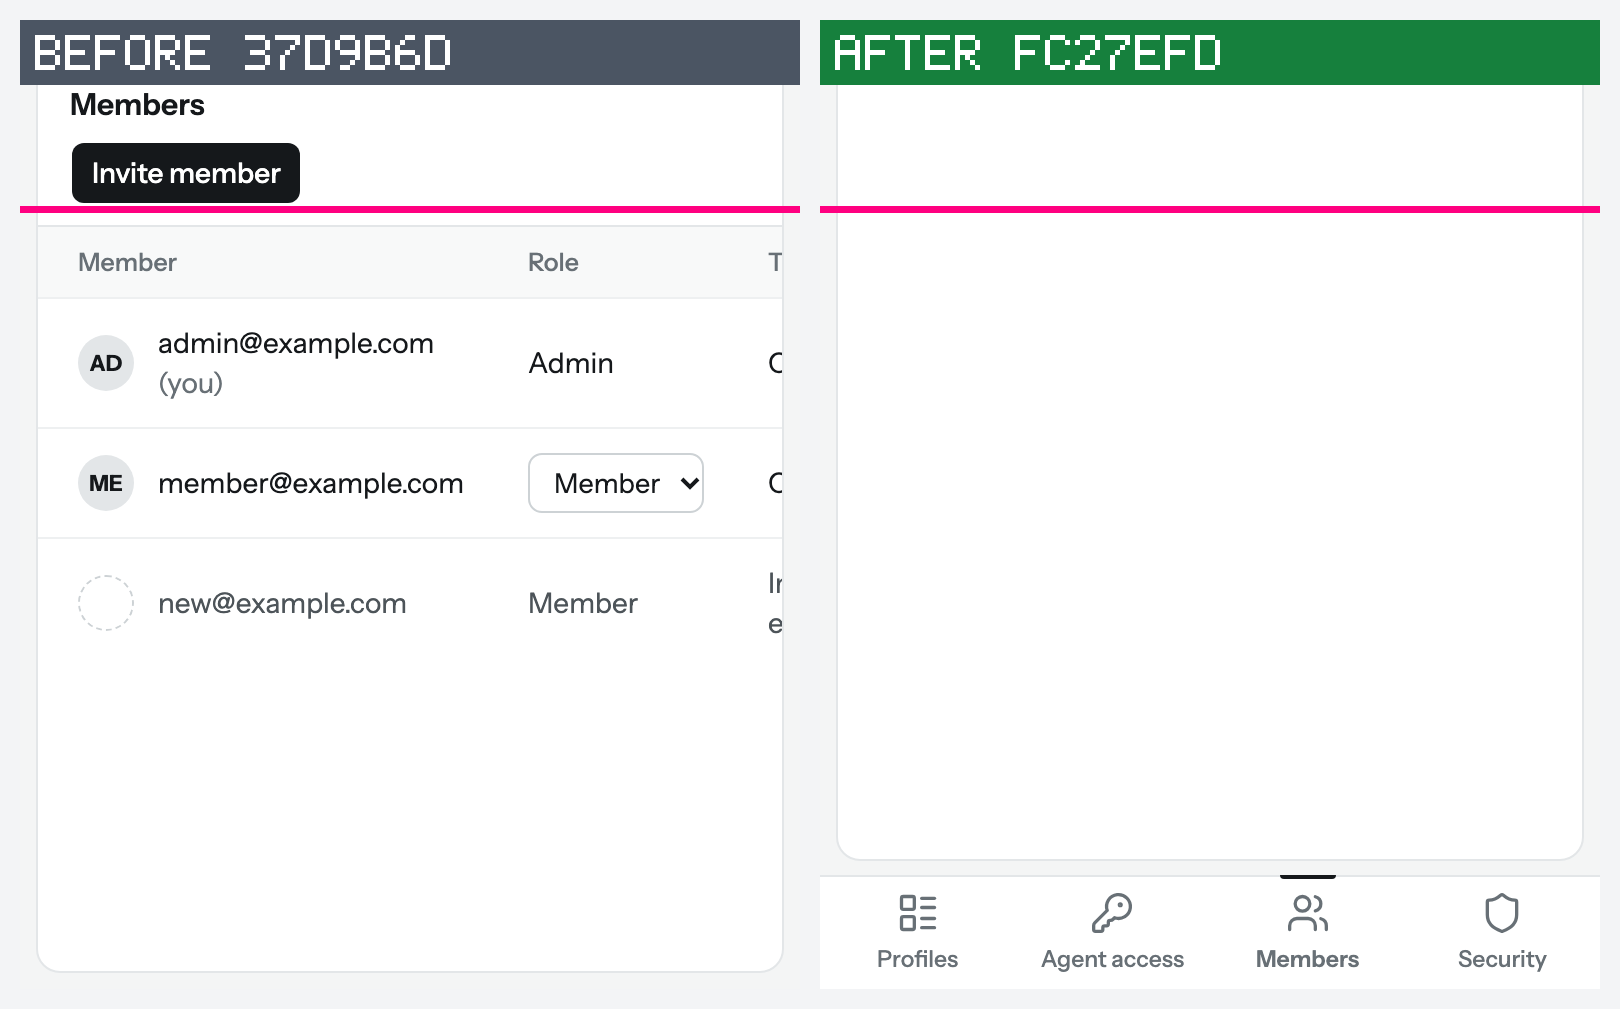 BEFORE 37D9B6D
Members
Invite member
Member Role T
AD admin@example.com (you) Admin
ME member@example.com Member
new@example.com Member
AFTER FC27EFD
Profiles Agent access Members Security